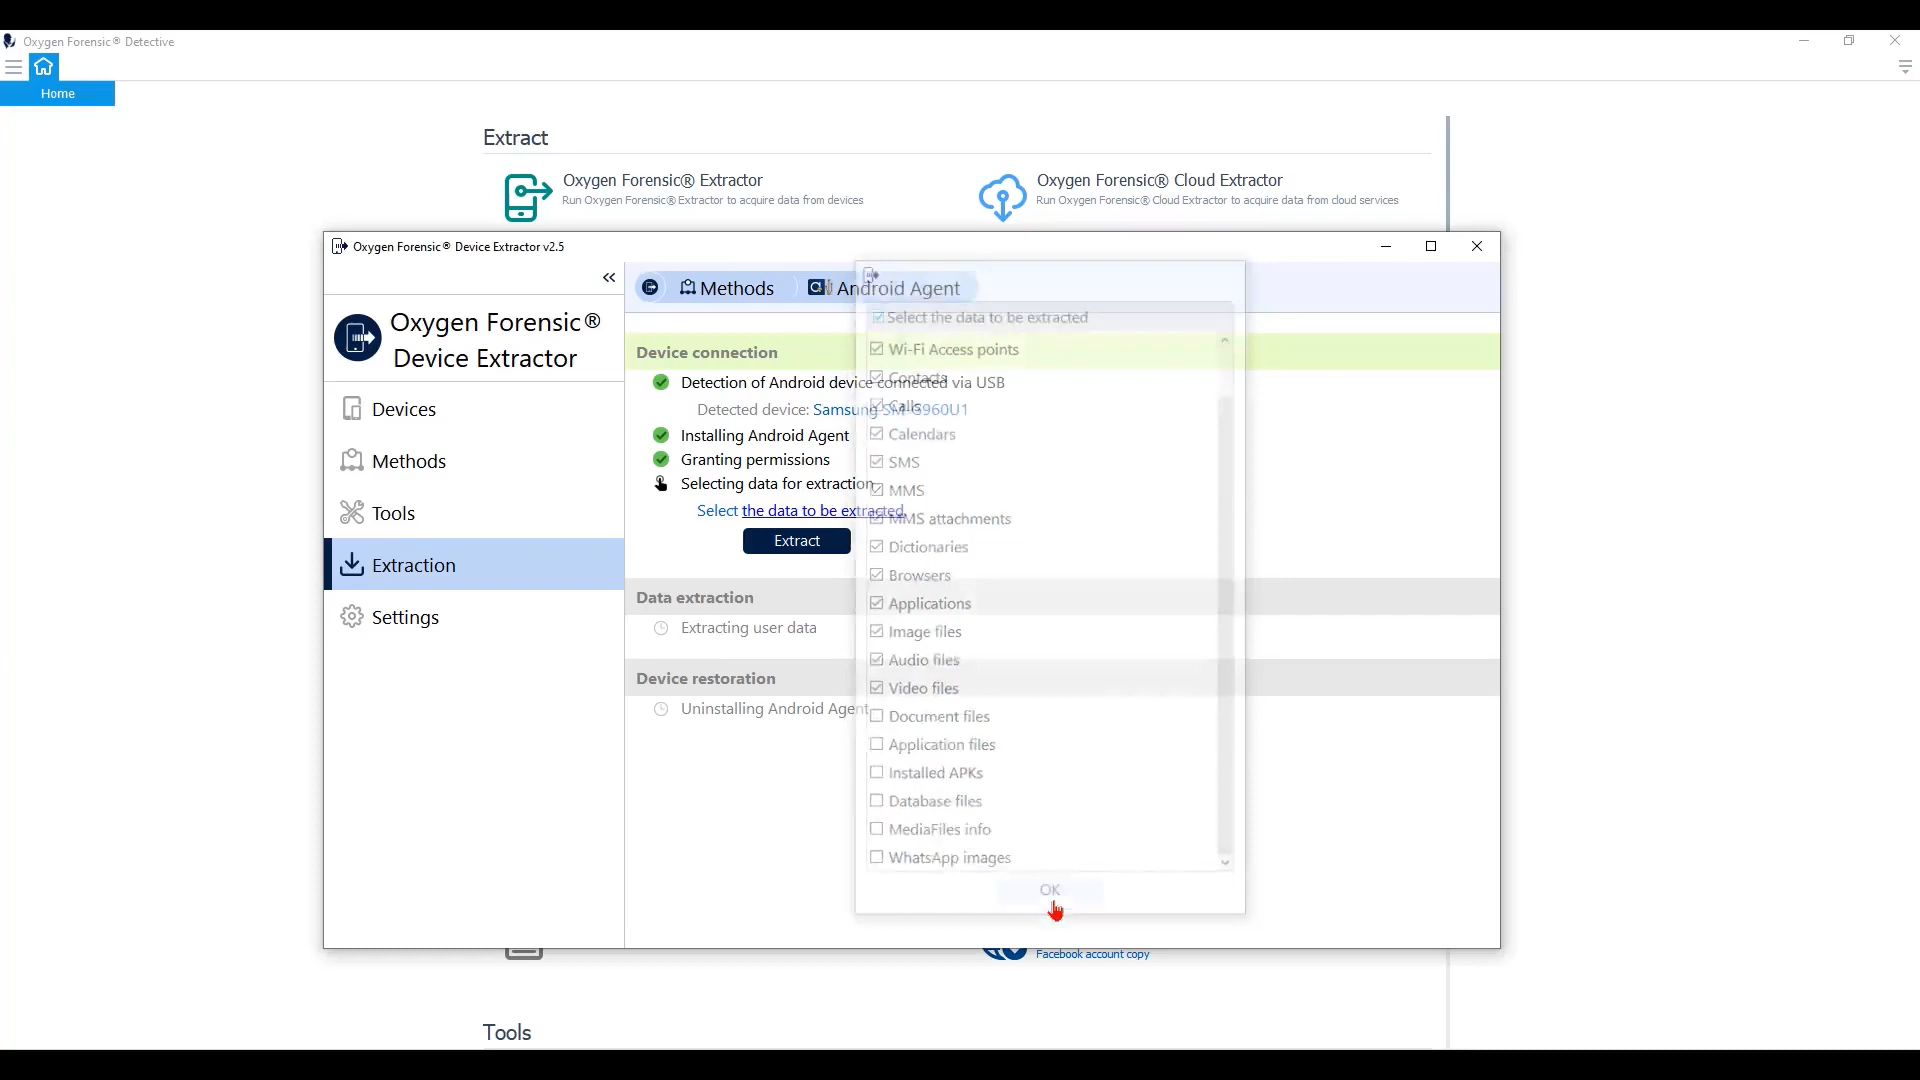 Oxygen Forensic® Detective
Home
Extract
Oxygen Forensic® Extractor
Run Oxygen Forensic® Extractor to acquire data from devices
Oxygen Forensic® Cloud Extractor
Run Oxygen Forensic® Cloud Extractor to acquire data from cloud services
Oxygen Forensic® Device Extractor v2.5
Oxygen Forensic®
Device Extractor
Devices
Methods
Tools
Extraction
Settings
Methods
Android Agent
Device connection
Detection of Android device connected via USB
Detected device: Samsung SM-G960U1
Installing Android Agent
Granting permissions
Selecting data for extraction
Select the data to be extracted.
Extract
Data extraction
Extracting user data
Device restoration
Uninstalling Android Agent
Select the data to be extracted
Wi-Fi Access points
Contacts
Calls
Calendars
SMS
MMS
MMS attachments
Dictionaries
Browsers
Applications
Image files
Audio files
Video files
Document files
Application files
Installed APKs
Database files
MediaFiles info
WhatsApp images
OK
Facebook account copy
Tools